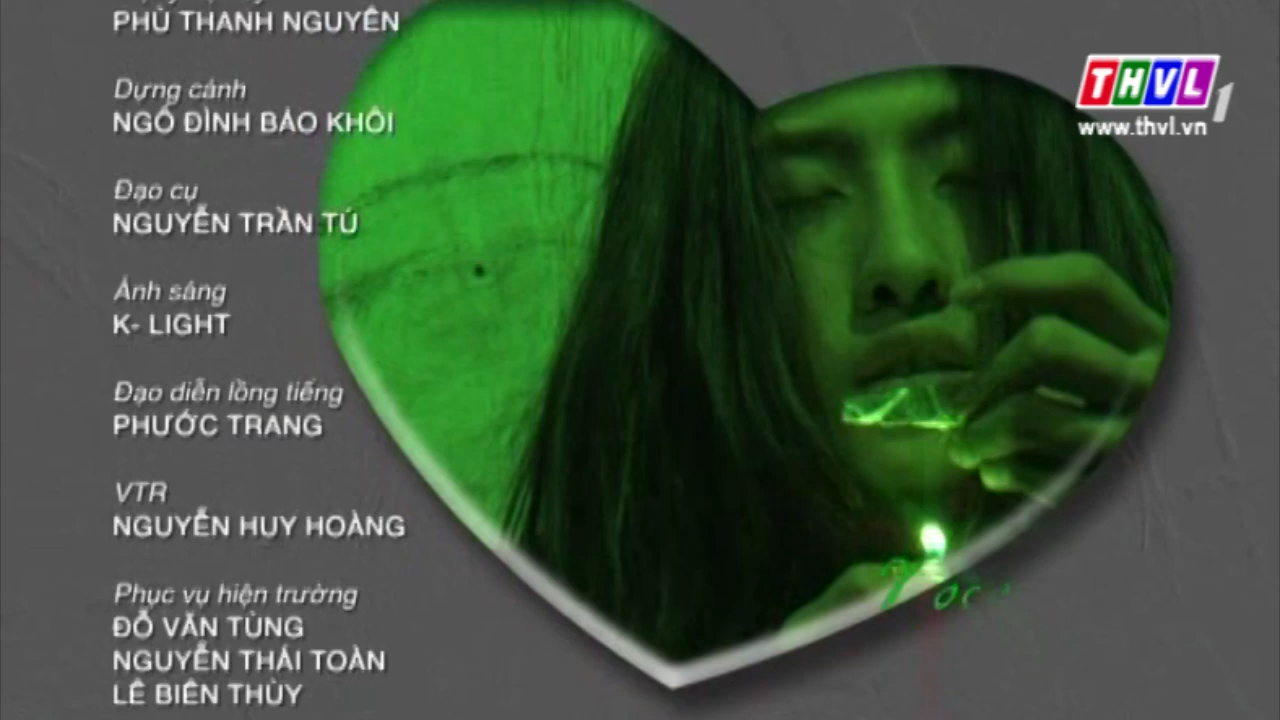 PHÙ THANH NGUYÊN
Dựng cảnh
NGÔ ĐÌNH BẢO KHÔI
Đạo cụ
NGUYỄN TRẦN TÚ
Ánh sáng
K- LIGHT
Đạo diễn lồng tiếng
PHƯỚC TRANG
VTR
NGUYỄN HUY HOÀNG
Phục vụ hiện trường
ĐỖ VĂN TÙNG
NGUYỄN THÁI TOÀN
LÊ BIÊN THÙY
THVL1
www.thvl.vn